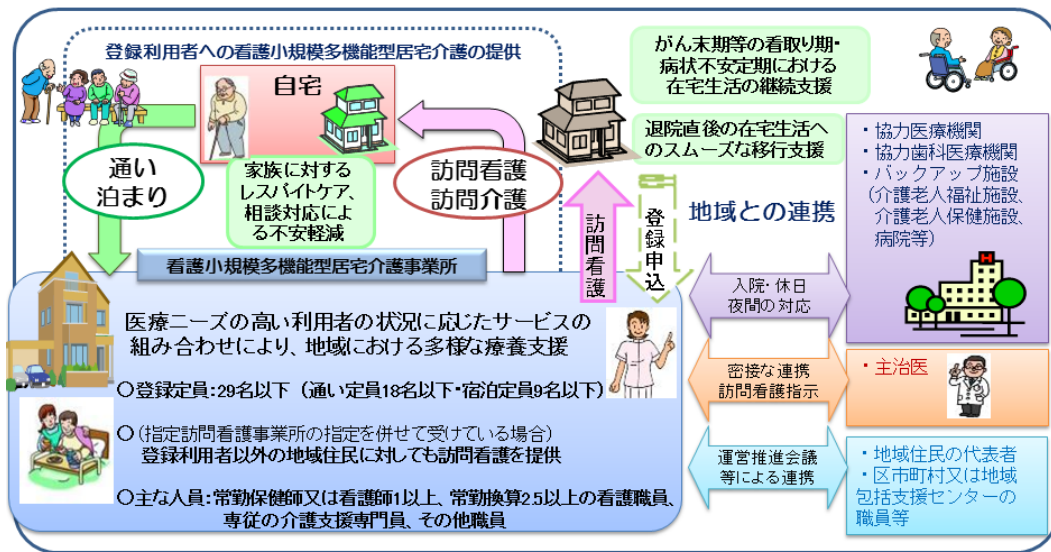 登録利用者への看護小規模多機能型居宅介護の提供
自宅
通い
泊まり
家族に対する
レスパイトケア、
相談対応によ
る不安軽減
訪問看護
訪問介護
がん末期等の看取り期・
病状不安定期における
在宅生活の継続支援
退院直後の在宅生活へ
のスムーズな移行支援
訪問看護
登録申込
地域との連携
・協力医療機関
・協力歯科医療機関
・バックアップ施設
(介護老人福祉施設、
介護老人保健施設、
病院等)
H
看護小規模多機能型居宅介護事業所
医療ニーズの高い利用者の状況に応じたサービスの
組み合わせにより、地域における多様な療養支援
○登録定員:29名以下 (通い定員18名以下・宿泊定員9名以下)
○(指定訪問看護事業所の指定を併せて受けている場合)
登録利用者以外の地域住民に対しても訪問看護を提供
○主な人員:常勤保健師又は看護師1以上、常勤換算2.5以上の看護職員、
専従の介護支援専門員、その他職員
入院・休日
夜間の対応
密接な連携
訪問看護指示
・主治医
運営推進会議
等による連携
・地域住民の代表者
・区市町村又は地域
包括支援センターの
職員等